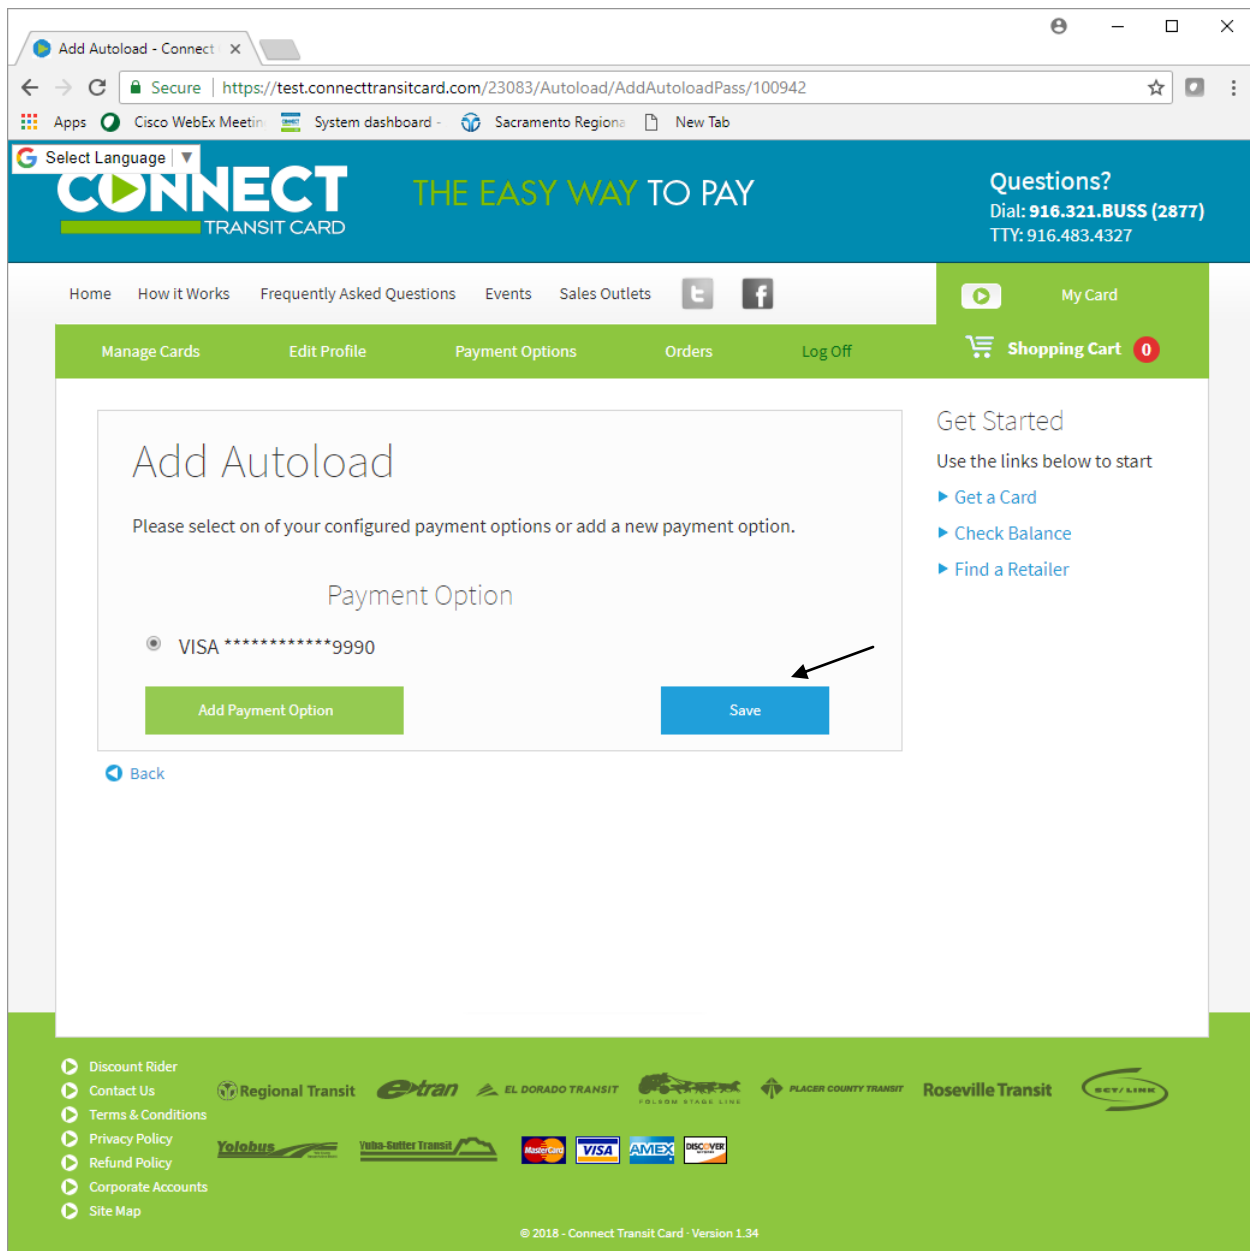 Add Autoload - Connect
Secure | https://test.connecttransitcard.com/23083/Autoload/AddAutoloadPass/100942
Apps Cisco WebEx Meetin System dashboard - Sacramento Regiona New Tab
Select Language ▼
CONNECT
TRANSIT CARD
THE EASY WAY TO PAY
Questions?
Dial: 916.321.BUSS (2877)
TTY: 916.483.4327
Home How it Works Frequently Asked Questions Events Sales Outlets
My Card
Manage Cards Edit Profile Payment Options Orders Log Off
Shopping Cart 0
Add Autoload
Please select on of your configured payment options or add a new payment option.
Payment Option
VISA ************9990
Add Payment Option Save
Back
Get Started
Use the links below to start
Get a Card
Check Balance
Find a Retailer
Discount Rider
Contact Us
Terms & Conditions
Privacy Policy
Refund Policy
Corporate Accounts
Site Map
Regional Transit etran EL DORADO TRANSIT FOLSOM STAGE LINE PLACER COUNTY TRANSIT Roseville Transit SCT/LINK
Yolobus Yuba-Sutter Transit MasterCard VISA AMEX DISCOVER
© 2018 - Connect Transit Card - Version 1.34